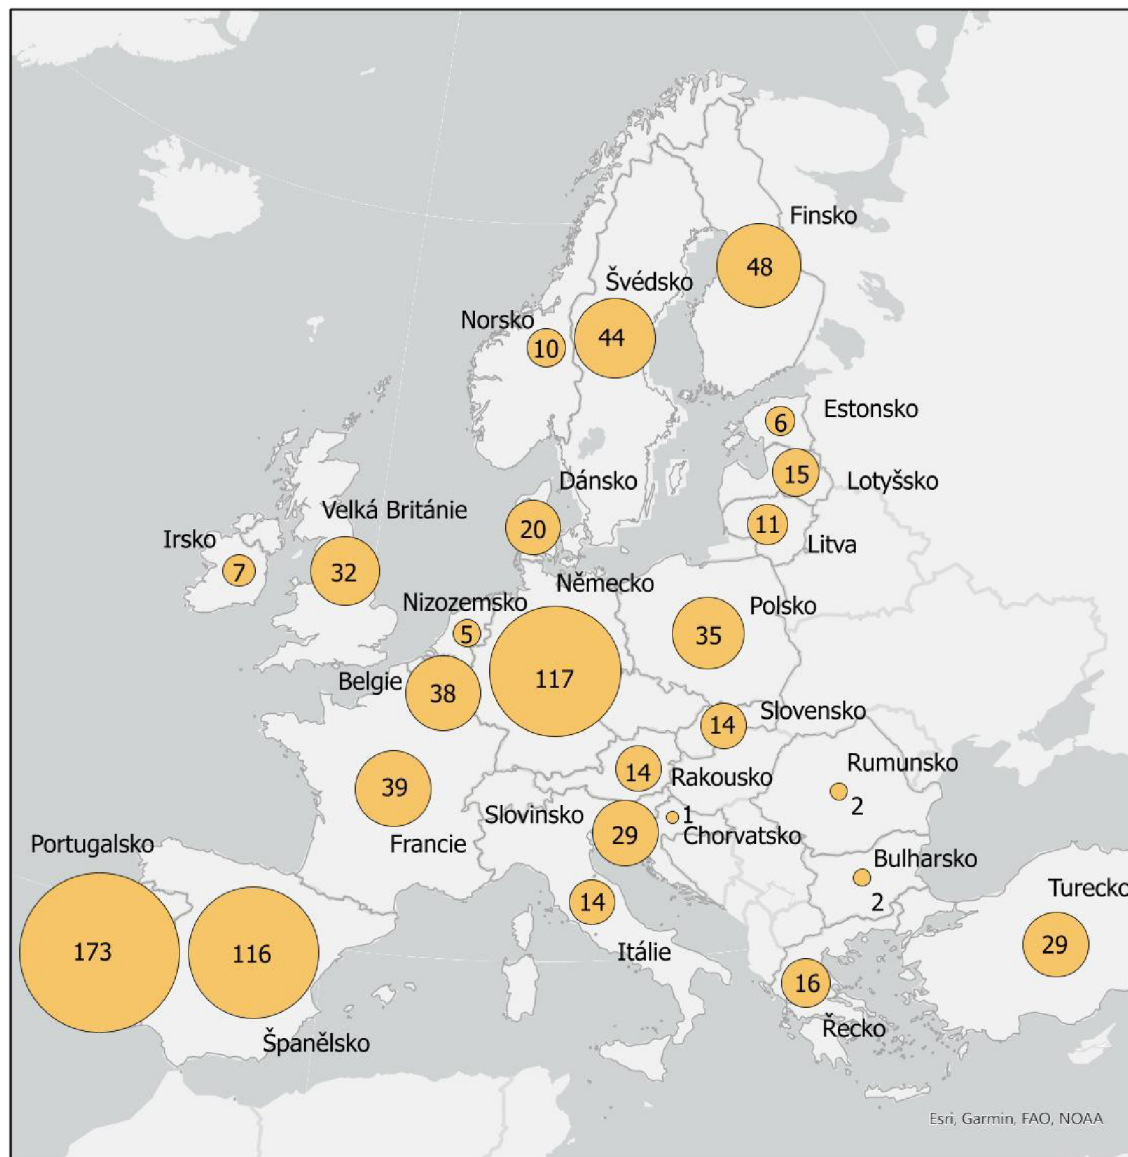 Finsko
48
Švédsko
44
Norsko
10
Estonsko
6
Lotyšsko
15
Litva
11
Dánsko
20
Velká Británie
32
Irsko
7
Německo
117
Nizozemsko
5
Polsko
35
Belgie
38
Slovensko
14
Rakousko
14
Rumunsko
2
Francie
39
Slovinsko
29
Chorvatsko
1
Bulharsko
2
Portugalsko
173
Španělsko
116
Itálie
14
Řecko
16
Turecko
29
Esri, Garmin, FAO, NOAA